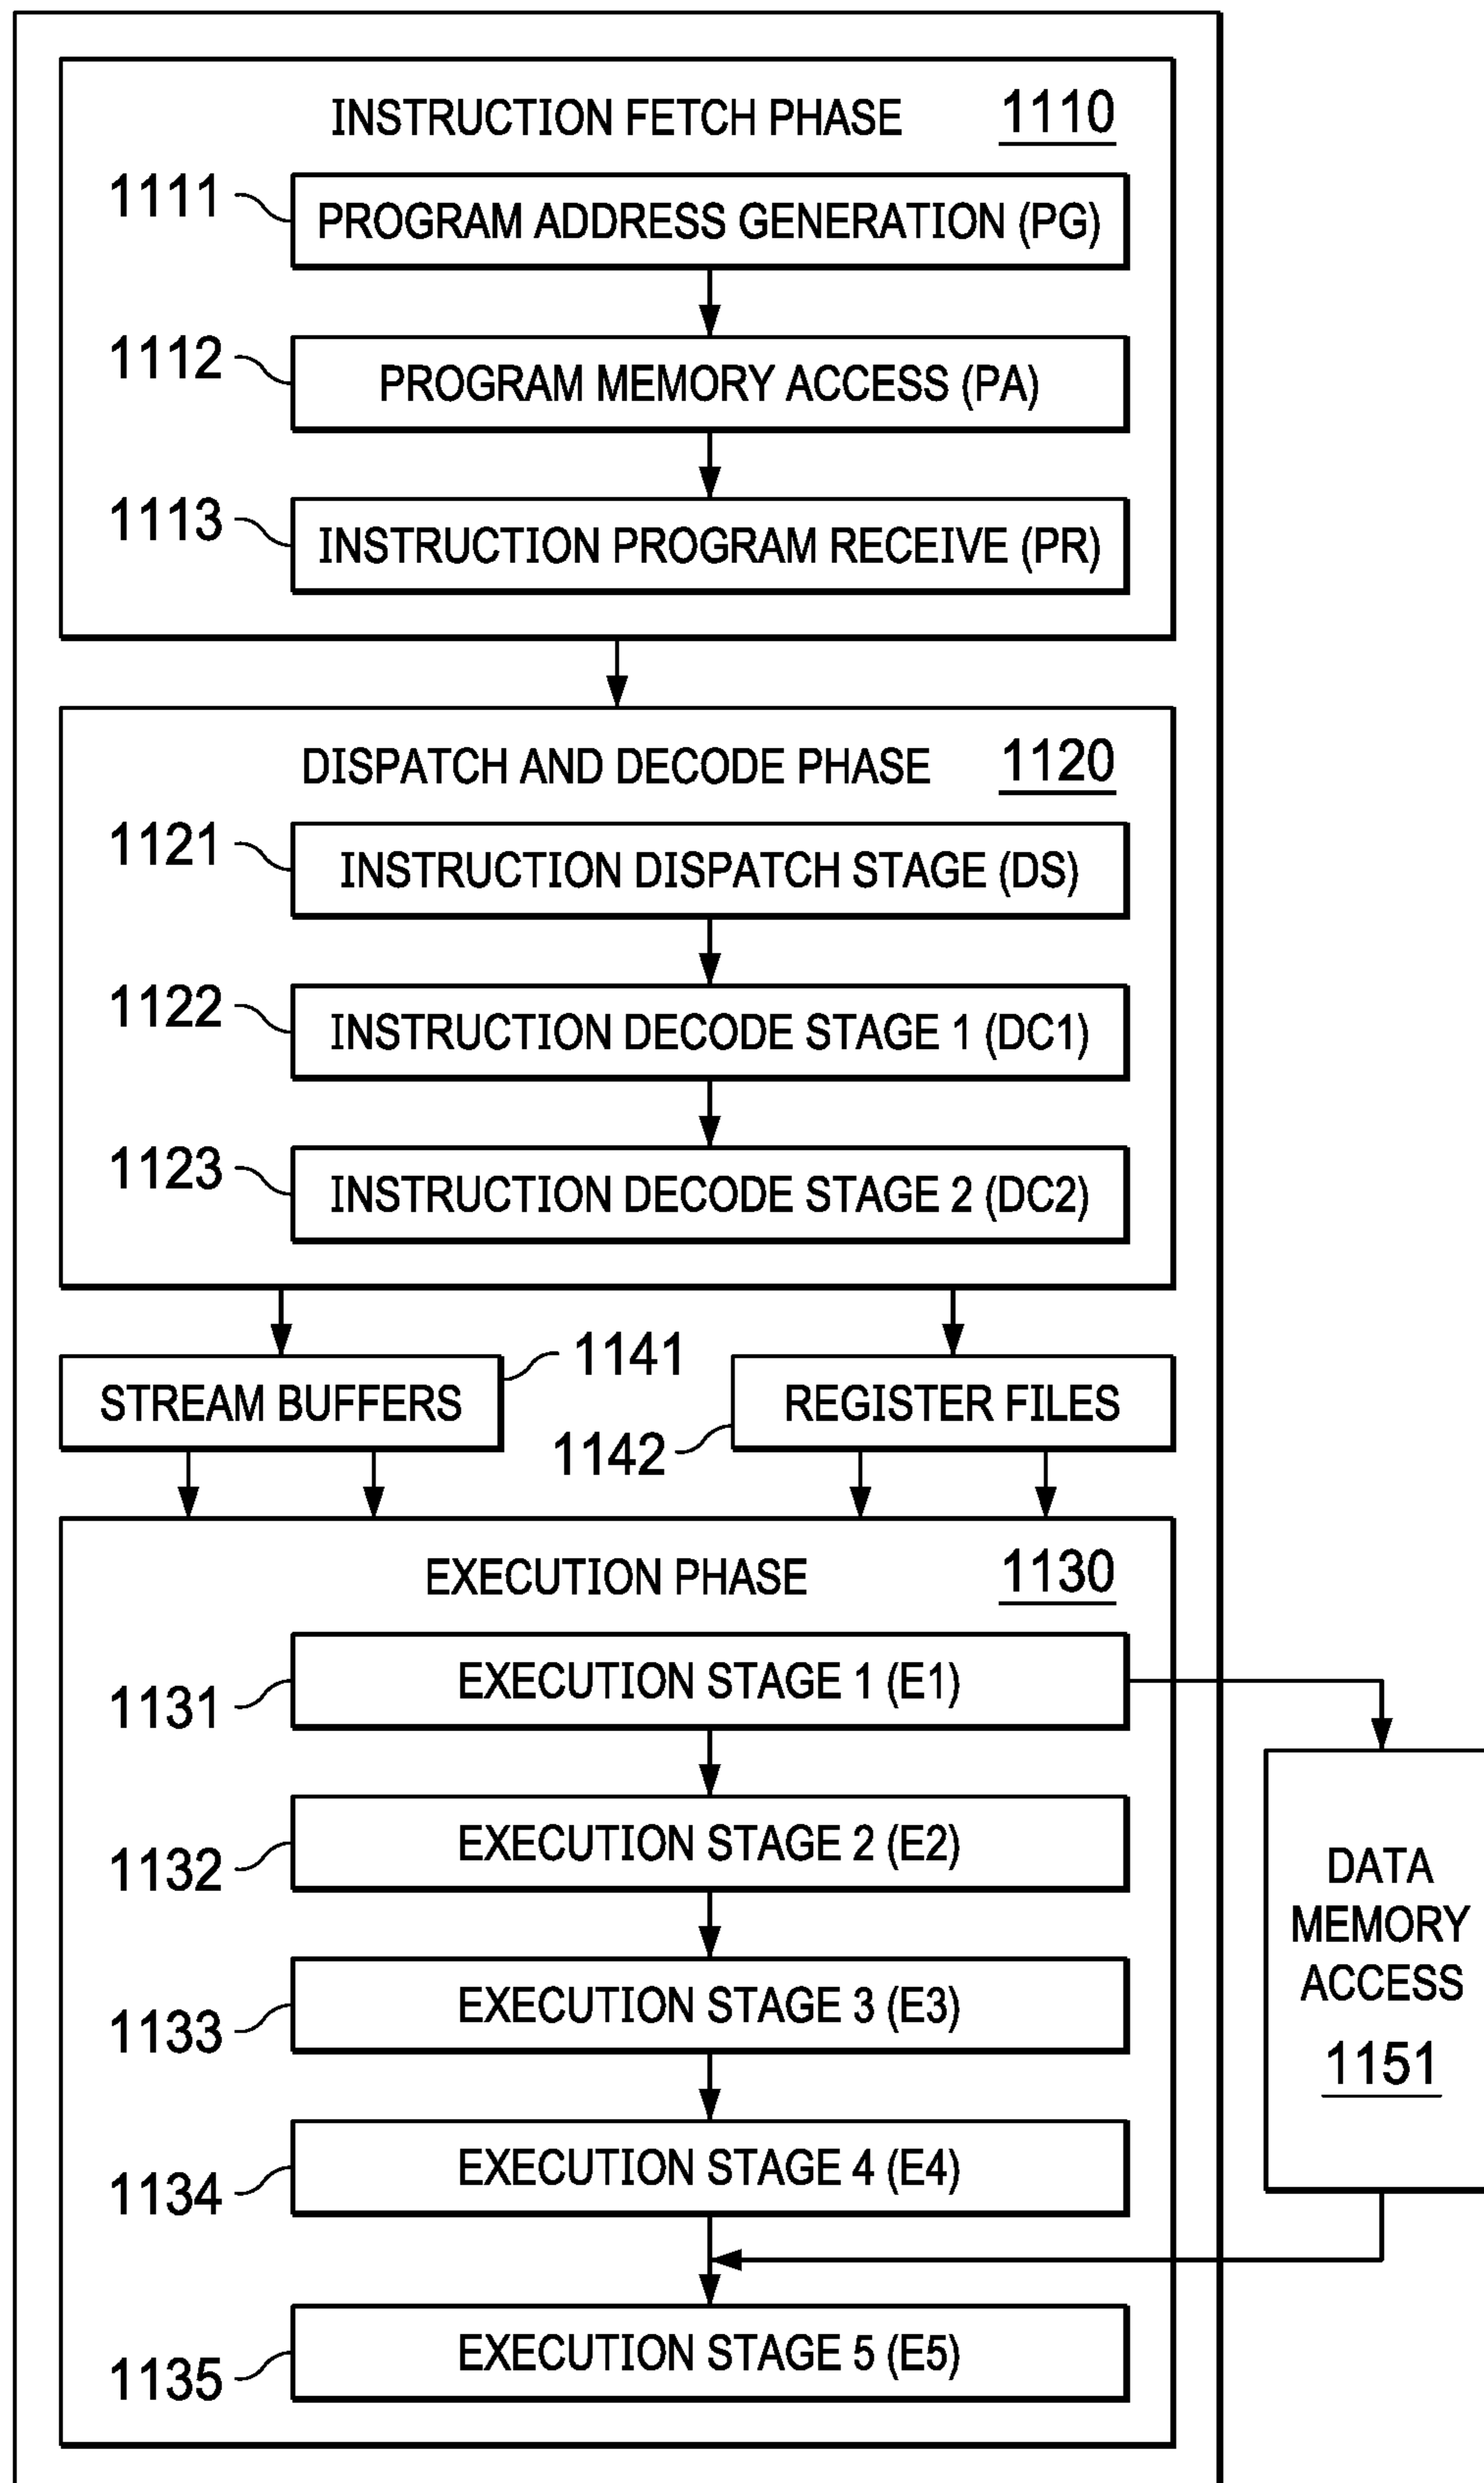 INSTRUCTION FETCH PHASE 1110
1111 PROGRAM ADDRESS GENERATION (PG)
1112 PROGRAM MEMORY ACCESS (PA)
1113 INSTRUCTION PROGRAM RECEIVE (PR)
DISPATCH AND DECODE PHASE 1120
1121 INSTRUCTION DISPATCH STAGE (DS)
1122 INSTRUCTION DECODE STAGE 1 (DC1)
1123 INSTRUCTION DECODE STAGE 2 (DC2)
STREAM BUFFERS 1141
1142 REGISTER FILES
EXECUTION PHASE 1130
1131 EXECUTION STAGE 1 (E1)
1132 EXECUTION STAGE 2 (E2)
1133 EXECUTION STAGE 3 (E3)
1134 EXECUTION STAGE 4 (E4)
1135 EXECUTION STAGE 5 (E5)
DATA
MEMORY
ACCESS
1151